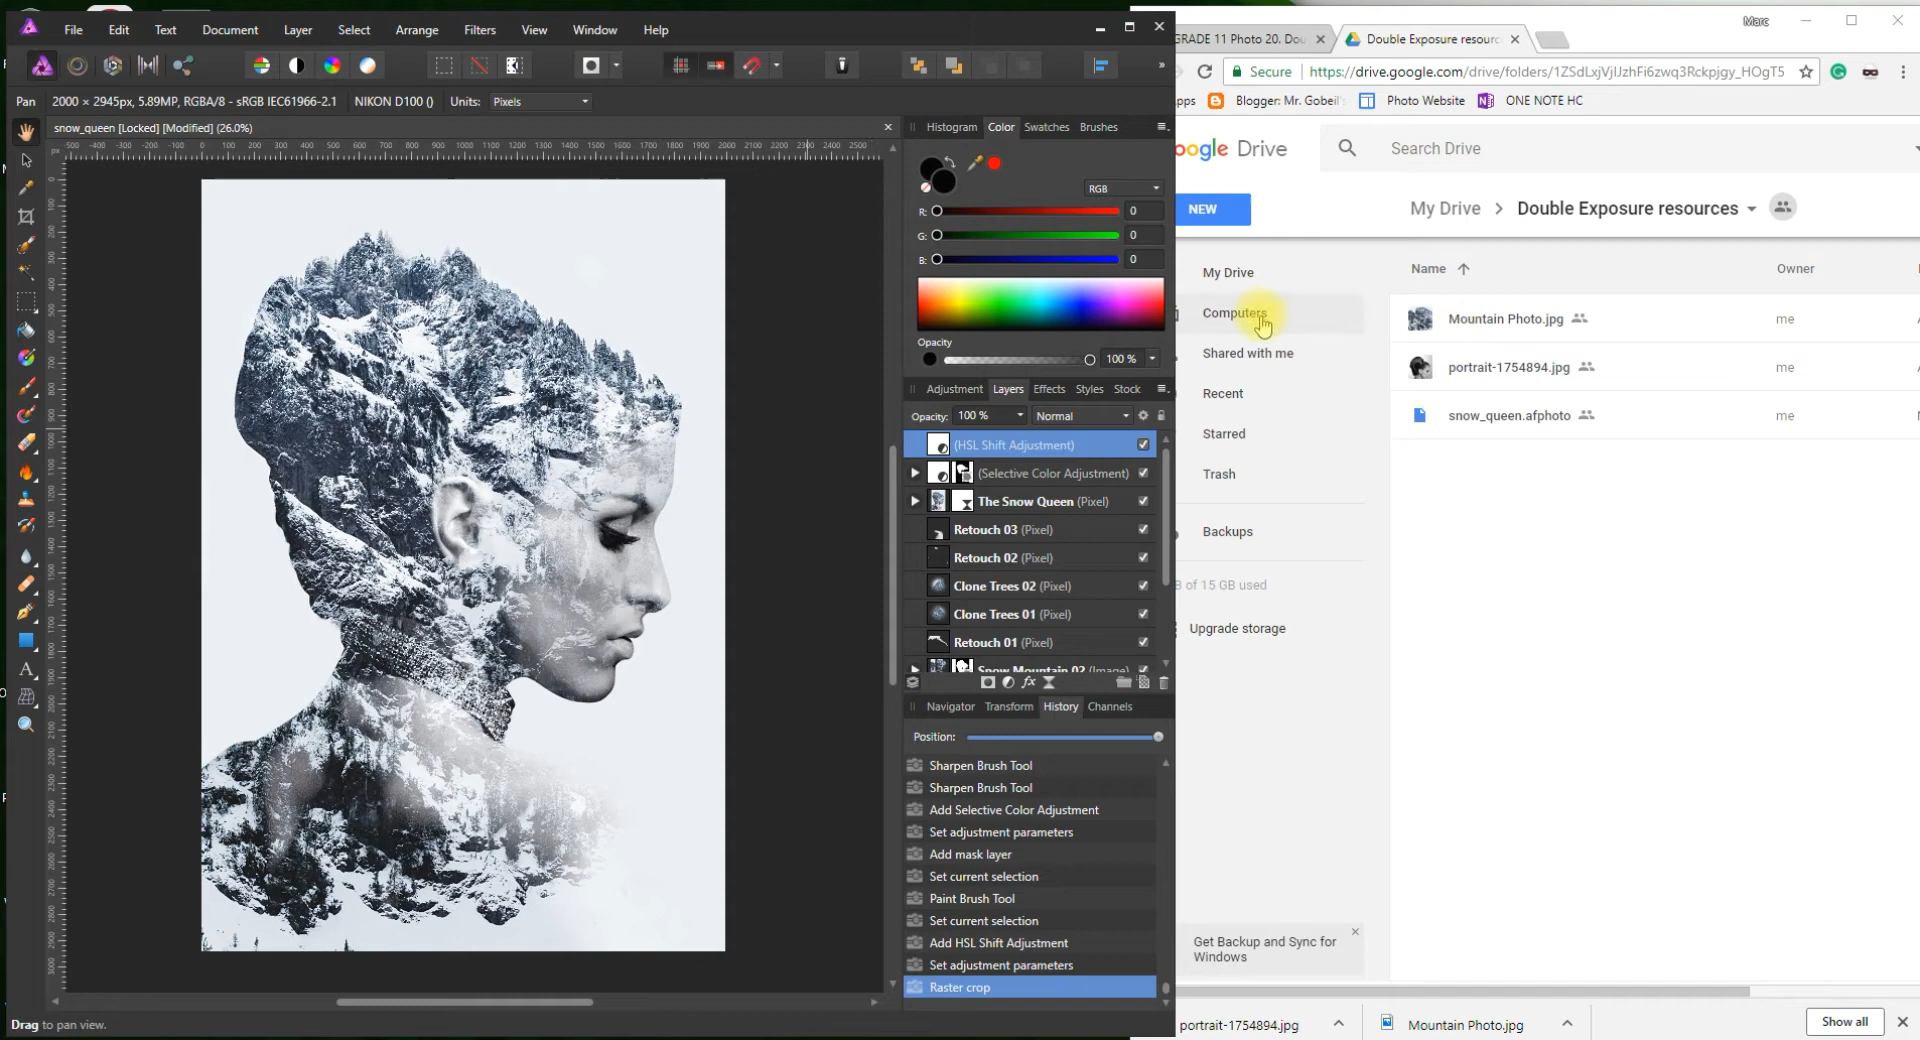 File Edit Text Document Layer Select Arrange Filters View Window Help
Pan 2000 × 2945px, 5.89MP, RGBA/8 - sRGB IEC61966-2.1 NIKON D100 () Units: Pixels
snow_queen [Locked] [Modified] (26.0%)
Histogram Color Swatches Brushes
RGB
R: 0
G: 0
B: 0
Opacity
100 %
Adjustment Layers Effects Styles Stock
Opacity: 100 % Normal
(HSL Shift Adjustment)
(Selective Color Adjustment)
The Snow Queen (Pixel)
Retouch 03 (Pixel)
Retouch 02 (Pixel)
Clone Trees 02 (Pixel)
Clone Trees 01 (Pixel)
Retouch 01 (Pixel)
Snow Mountain 02 (Image)
fx
Navigator Transform History Channels
Position:
Sharpen Brush Tool
Sharpen Brush Tool
Add Selective Color Adjustment
Set adjustment parameters
Add mask layer
Set current selection
Paint Brush Tool
Set current selection
Add HSL Shift Adjustment
Set adjustment parameters
Raster crop
Drag to pan view.
Marc
GRADE 11 Photo 20. Dou Double Exposure resourc
Secure https://drive.google.com/drive/folders/1ZSdLxjVjIJzhFi6zwq3Rckpjgy_HOgT5
pps Blogger: Mr. Gobeil's Photo Website ONE NOTE HC
oogle Drive Search Drive
NEW My Drive > Double Exposure resources
My Drive
Computers
Shared with me
Recent
Starred
Trash
Backups
B of 15 GB used
Upgrade storage
Name Owner
Mountain Photo.jpg me
portrait-1754894.jpg me
snow_queen.afphoto me
Get Backup and Sync for
Windows
portrait-1754894.jpg Mountain Photo.jpg Show all